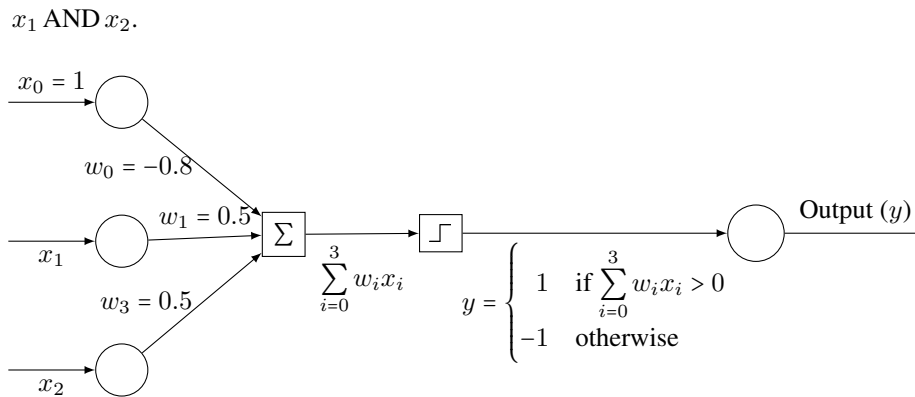 x₁ AND x₂.
x₀ = 1
w₀ = −0.8
w₁ = 0.5
x₁
Σ
Output (y)
w₃ = 0.5
∑_{i=0}^{3} wᵢxᵢ
y = { 1 if ∑_{i=0}^{3} wᵢxᵢ > 0
−1 otherwise
x₂